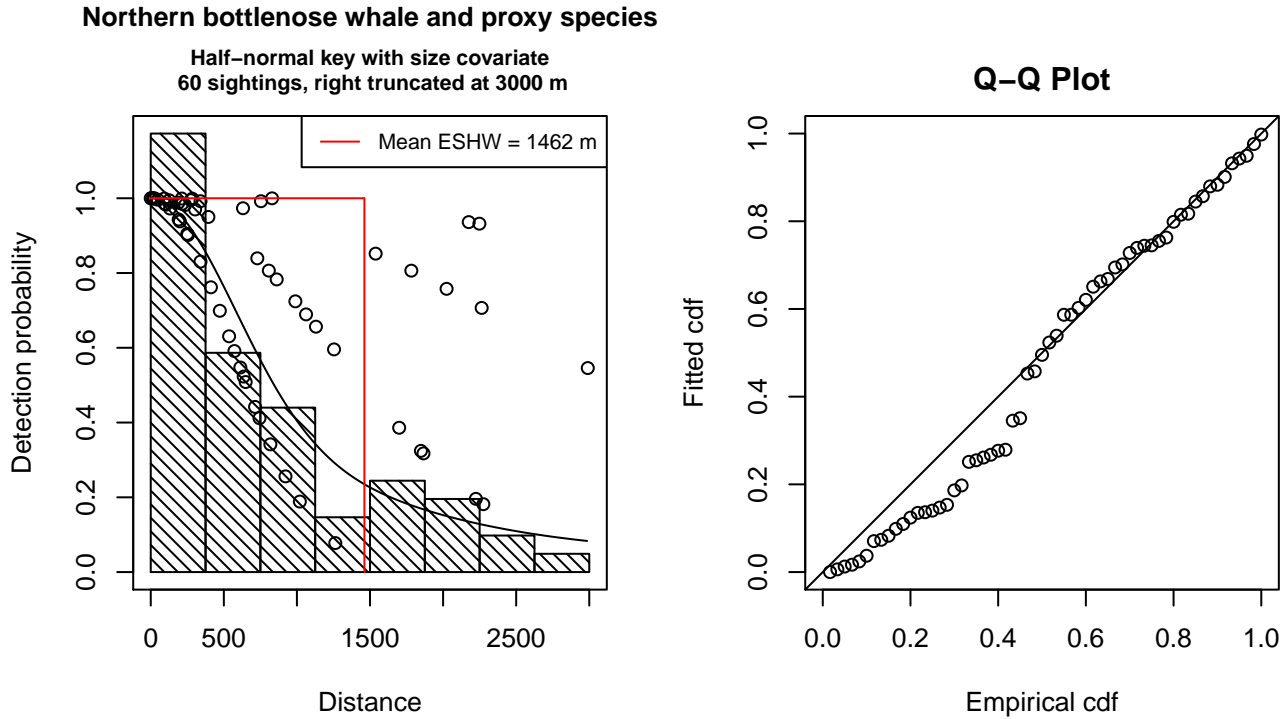 Northern bottlenose whale and proxy species
Half−normal key with size covariate
60 sightings, right truncated at 3000 m
Mean ESHW = 1462 m
Detection probability
0.0 0.2 0.4 0.6 0.8 1.0
0 500 1500 2500
Distance
Q−Q Plot
Fitted cdf
0.0 0.2 0.4 0.6 0.8 1.0
0.0 0.2 0.4 0.6 0.8 1.0
Empirical cdf